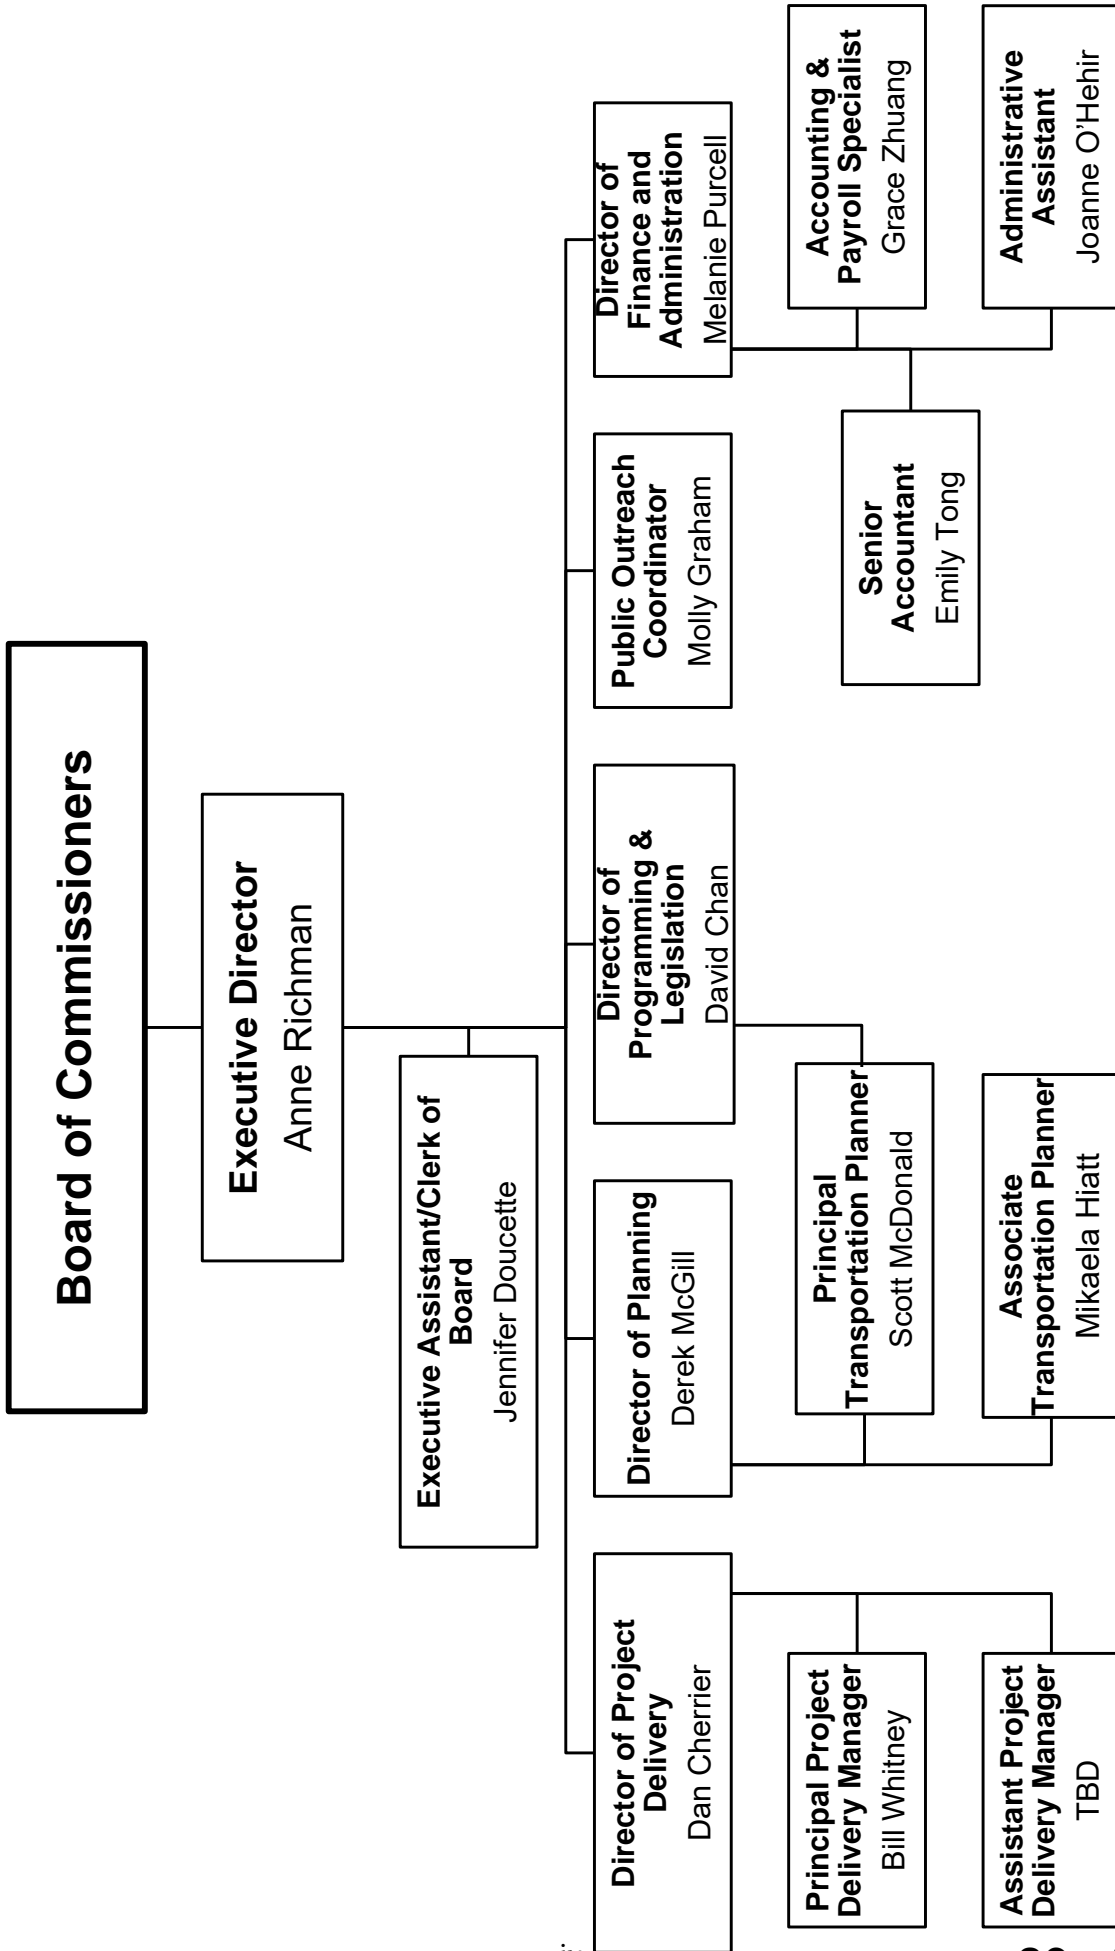 Board of Commissioners
Executive Director
Anne Richman
Executive Assistant/Clerk of
Board
Jennifer Doucette
Director of Project
Delivery
Dan Cherrier
Director of Planning
Derek McGill
Director of
Programming &
Legislation
David Chan
Public Outreach
Coordinator
Molly Graham
Director of
Finance and
Administration
Melanie Purcell
Principal Project
Delivery Manager
Bill Whitney
Principal
Transportation Planner
Scott McDonald
Senior
Accountant
Emily Tong
Accounting &
Payroll Specialist
Grace Zhuang
Assistant Project
Delivery Manager
TBD
Associate
Transportation Planner
Mikaela Hiatt
Administrative
Assistant
Joanne O'Hehir